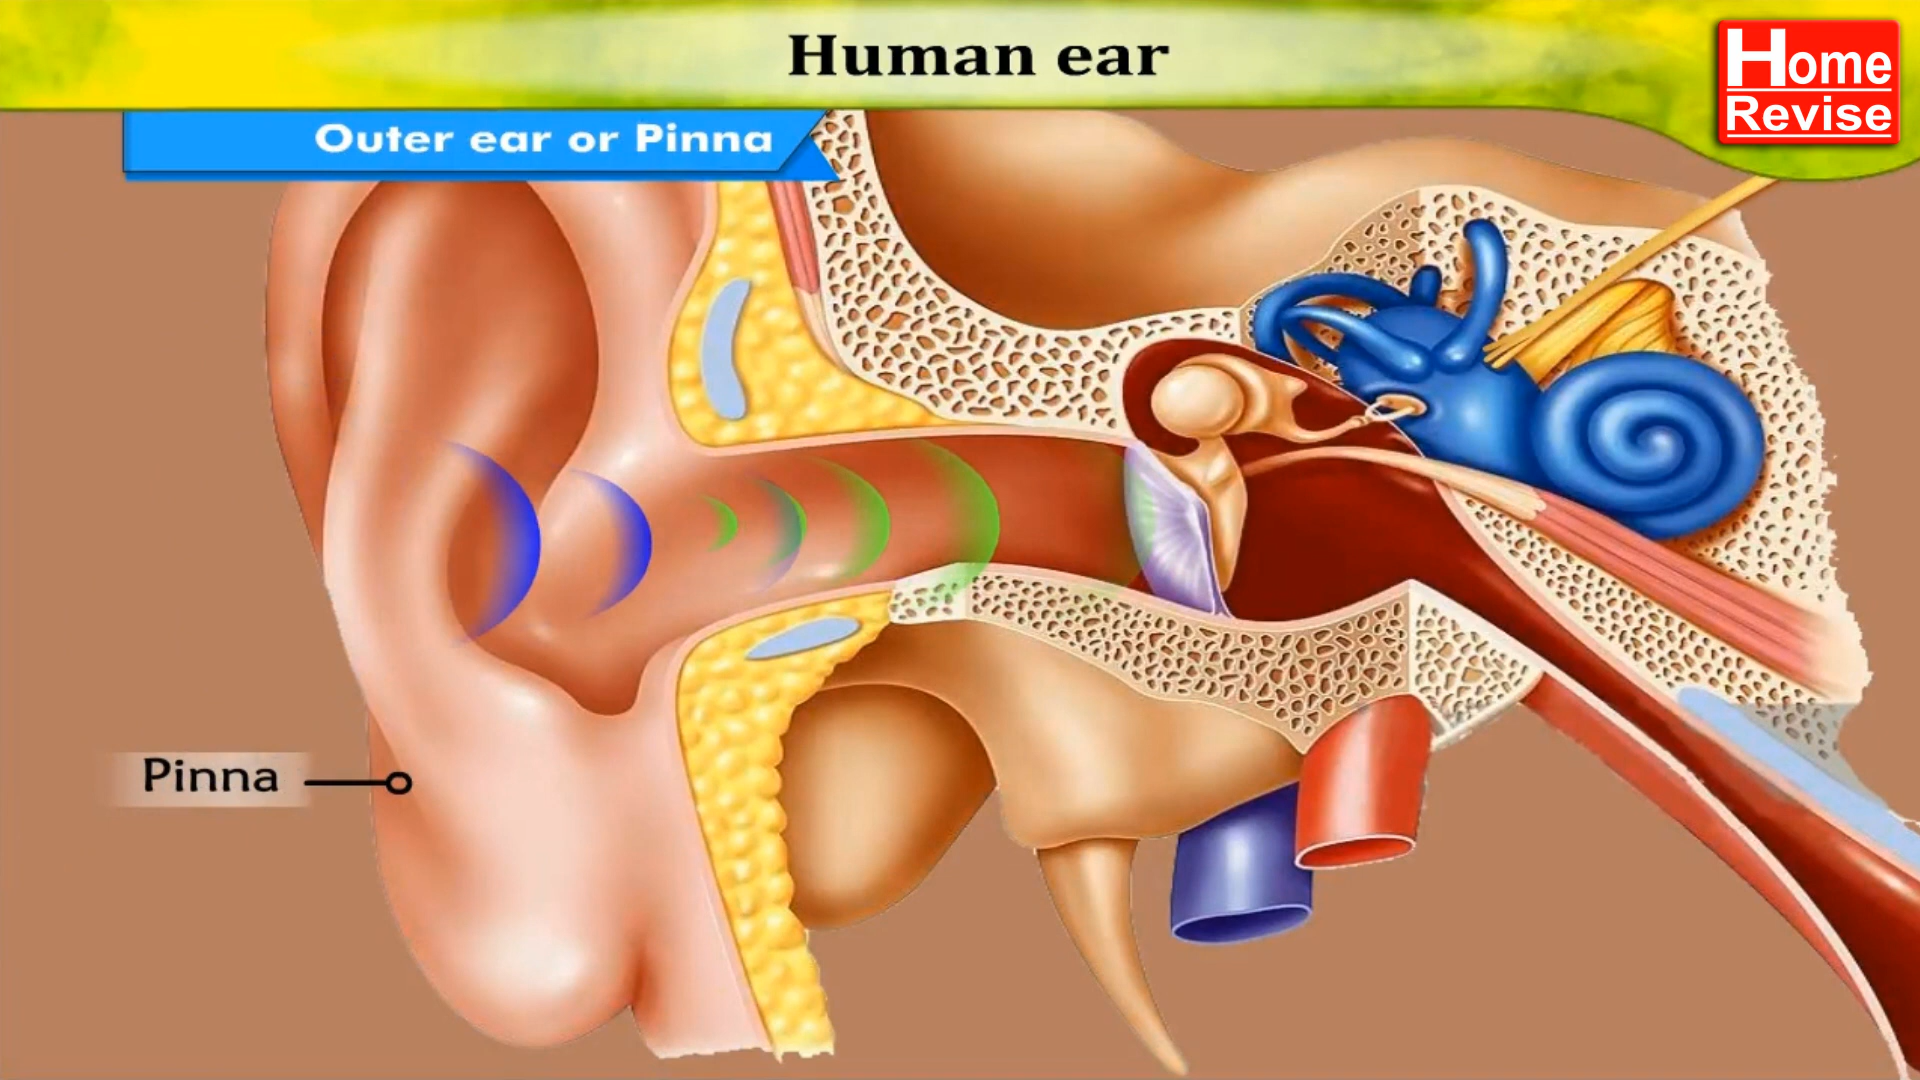 Human ear
Home
Revise
Outer ear or Pinna
Pinna